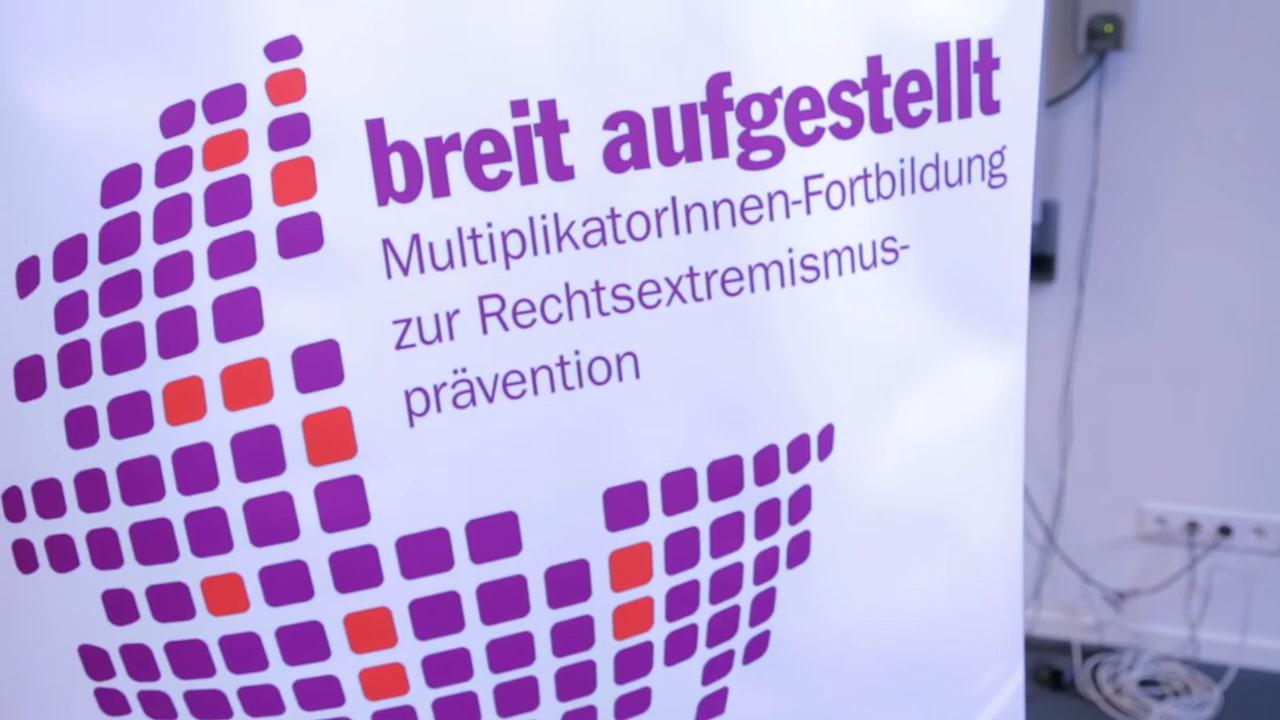 breit aufgestellt
MultiplikatorInnen-Fortbildung
zur Rechtsextremismus-
prävention